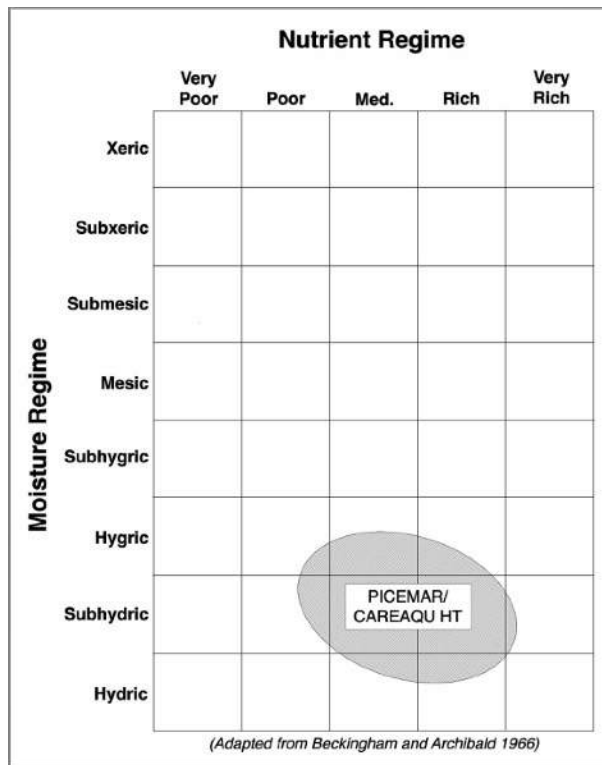 Nutrient Regime
Very
Poor
Poor
Med.
Rich
Very
Rich
Moisture Regime
Xeric
Subxeric
Submesic
Mesic
Subhygric
Hygric
Subhydric
Hydric
PICEMAR/
CAREAQU HT
(Adapted from Beckingham and Archibald 1966)